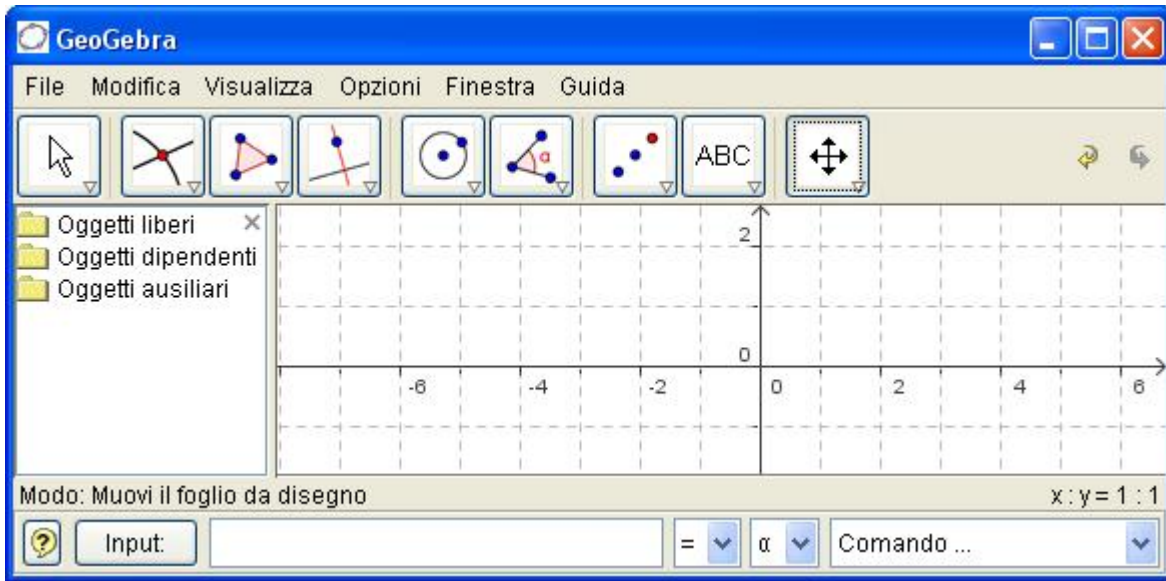 GeoGebra
File Modifica Visualizza Opzioni Finestra Guida
α ABC
Oggetti liberi
Oggetti dipendenti
Oggetti ausiliari
2
0
-6 -4 -2 0 2 4 6
Modo: Muovi il foglio da disegno x : y = 1 : 1
? Input: = α Comando ...